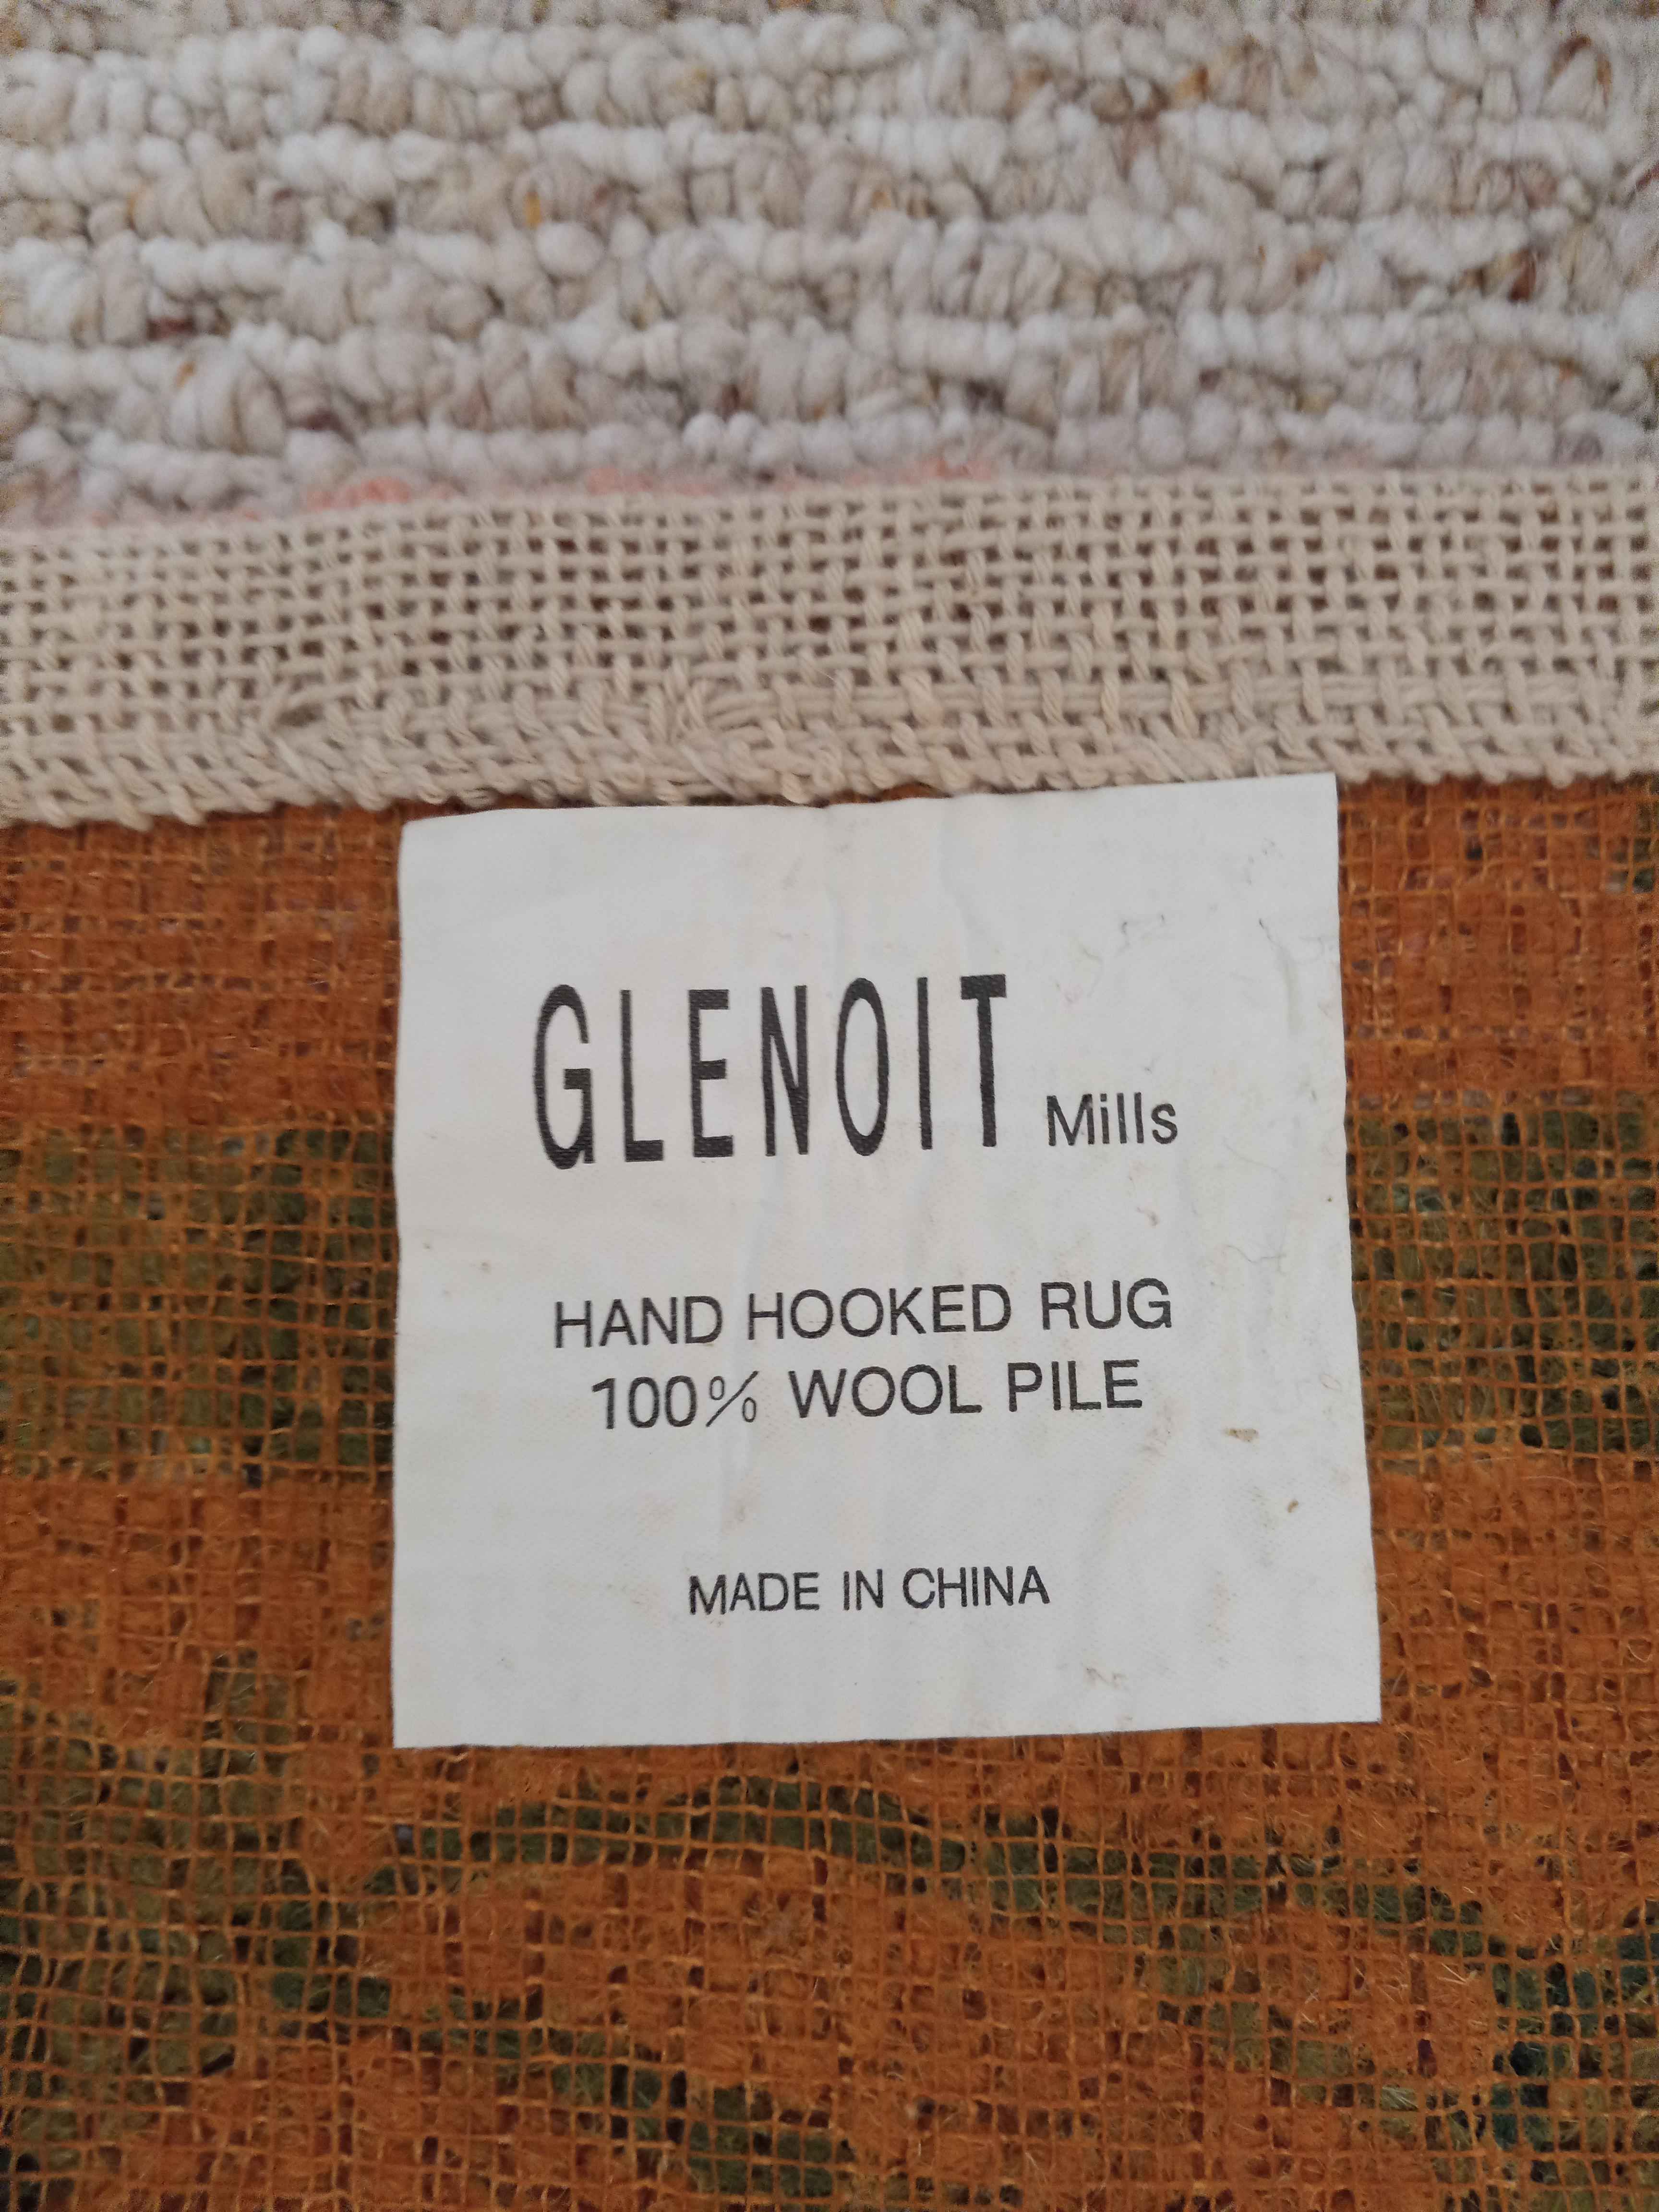 GLENOIT Mills
HAND HOOKED RUG
100% WOOL PILE
MADE IN CHINA